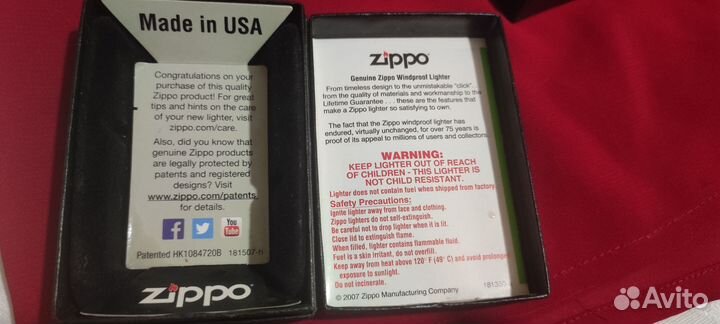 Made in USA
Congratulations on your
purchase of this quality
Zippo product! For great
tips and hints on the care
of your new lighter, visit
zippo.com/care.
Also, did you know that
genuine Zippo products
are legally protected by
patents and registered
designs? Visit
www.zippo.com/patents
for details.
f
You
Tube
Patented HK1084720B 181507-n
zippo
zippo
Genuine Zippo Windproof Lighter
From timeless design to the unmistakable "click"
from the quality of materials and workmanship to the
Lifetime Guarantee . . . these are the features that
make a Zippo lighter so satisfying to own.
The fact that the Zippo windproof lighter has
endured, virtually unchanged, for over 75 years is
proof of its appeal to millions of users and collectors
WARNING:
KEEP LIGHTER OUT OF REACH
OF CHILDREN - THIS LIGHTER IS
NOT CHILD RESISTANT.
Lighter does not contain fuel when shipped from factory.
Safety Precautions:
Ignite lighter away from face and clothing.
Zippo lighters do not self-extinguish.
Be careful not to drop lighter when it is lit.
Close lid to extinguish flame.
When filled, lighter contains flammable fluid.
Fuel is a skin irritant, do not overfill.
Keep away from heat above 120° F (49° C) and avoid prolonged
exposure to sunlight.
Do not incinerate.
© 2007 Zippo Manufacturing Company
Avito